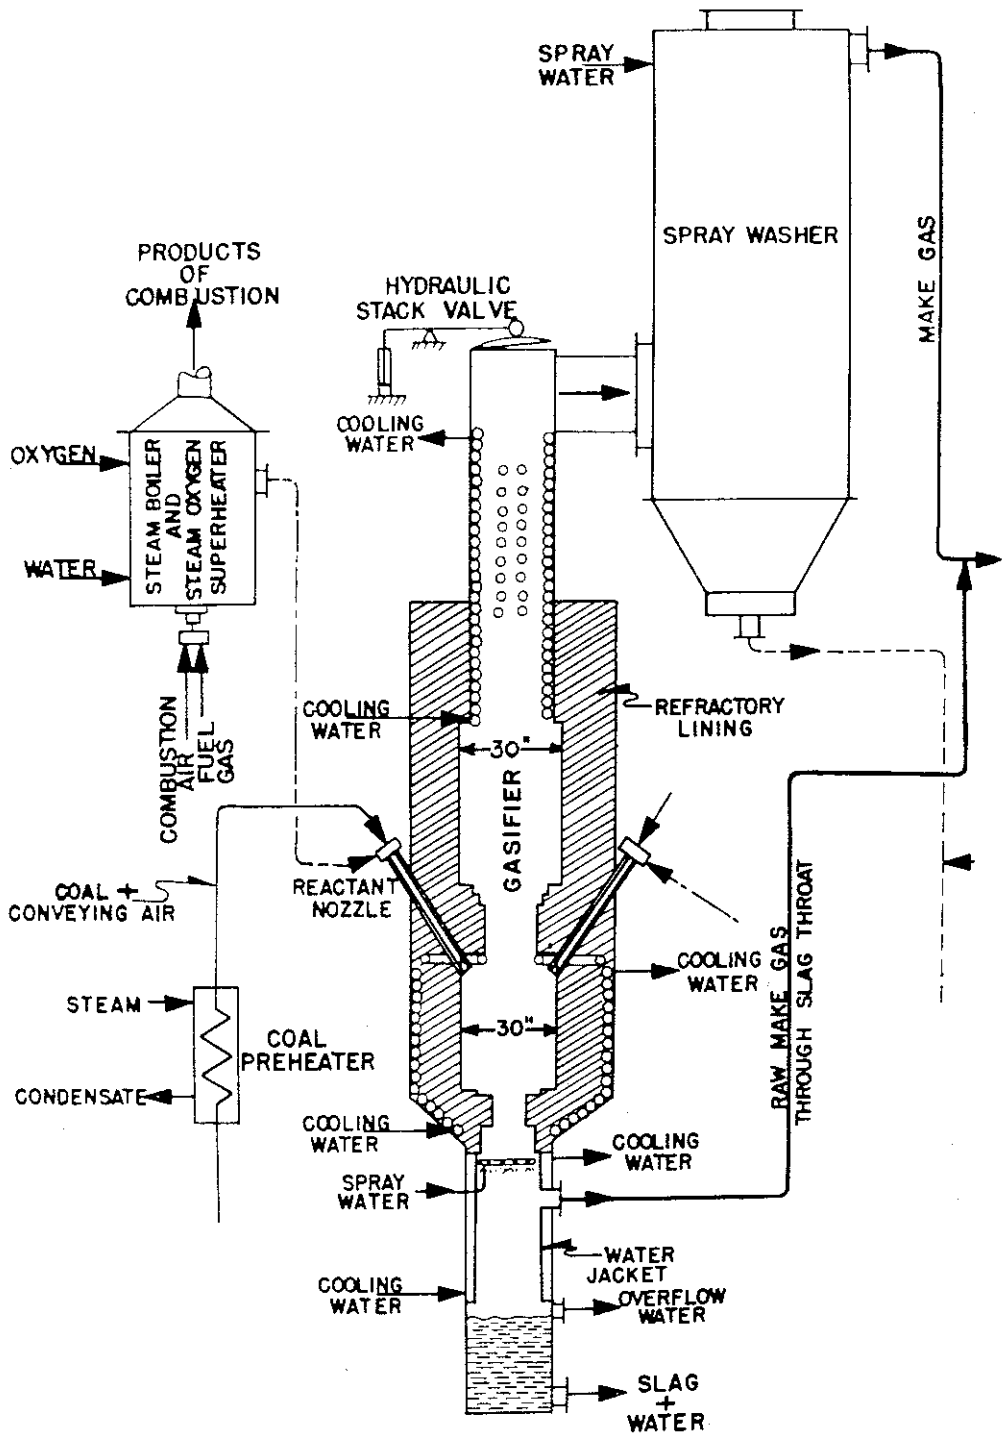 SPRAY
WATER
SPRAY WASHER
MAKE GAS
PRODUCTS
OF
COMBUSTION
HYDRAULIC
STACK VALVE
COOLING
WATER
OXYGEN
WATER
STEAM BOILER
AND
STEAM OXYGEN
SUPERHEATER
COMBUSTION
AIR
FUEL
GAS
COOLING
WATER
30"
GASIFIER
REFRACTORY
LINING
REACTANT
NOZZLE
COAL +
CONVEYING AIR
STEAM
COAL
PREHEATER
CONDENSATE
COOLING
WATER
30"
RAW MAKE GAS
THROUGH SLAG THROAT
COOLING
WATER
COOLING
WATER
SPRAY
WATER
WATER
JACKET
COOLING
WATER
OVERFLOW
WATER
SLAG
+
WATER